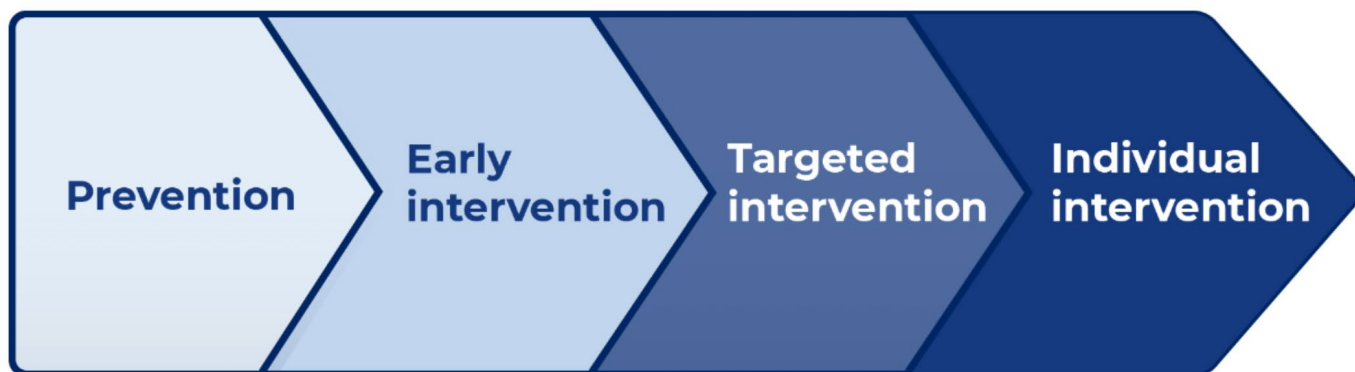 Prevention
Early
intervention
Targeted
intervention
Individual
intervention